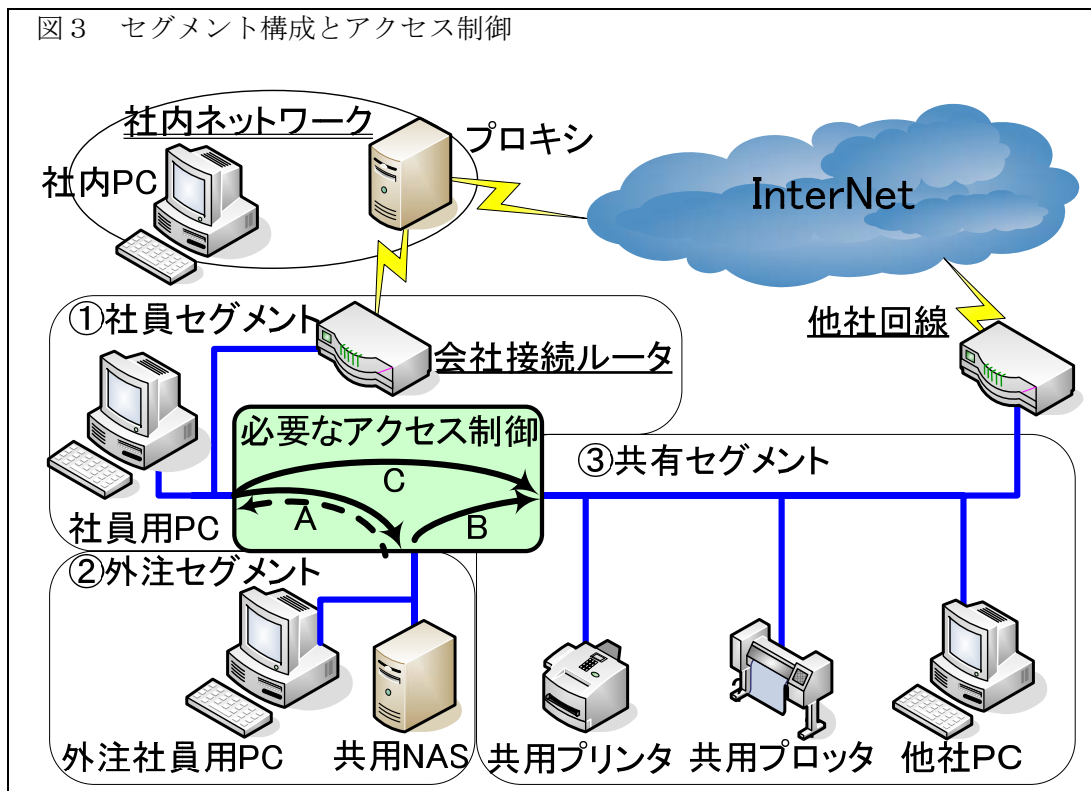 図３　セグメント構成とアクセス制御
社内ネットワーク
プロキシ
社内PC
InterNet
①社員セグメント
会社接続ルータ
他社回線
必要なアクセス制御
C
A
B
③共有セグメント
社員用PC
②外注セグメント
外注社員用PC
共用NAS
共用プリンタ
共用プロッタ
他社PC